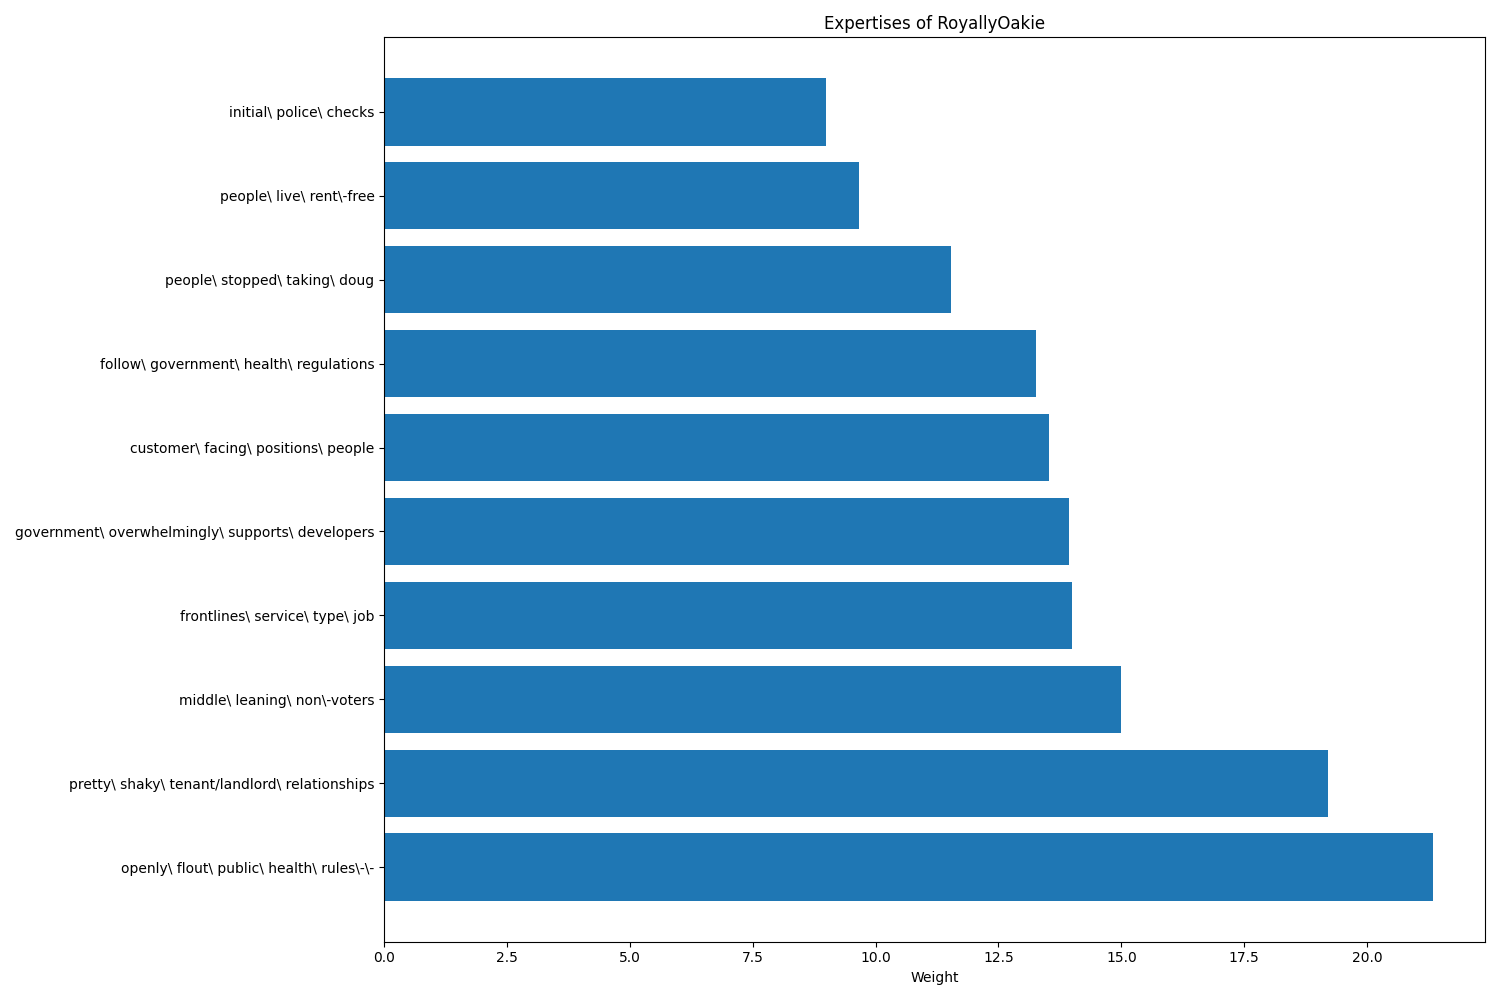 Expertises of RoyallyOakie
initial\ police\ checks
people\ live\ rent\-free
people\ stopped\ taking\ doug
follow\ government\ health\ regulations
customer\ facing\ positions\ people
government\ overwhelmingly\ supports\ developers
frontlines\ service\ type\ job
middle\ leaning\ non\-voters
pretty\ shaky\ tenant/landlord\ relationships
openly\ flout\ public\ health\ rules\-\-
0.0 2.5 5.0 7.5 10.0 12.5 15.0 17.5 20.0
Weight